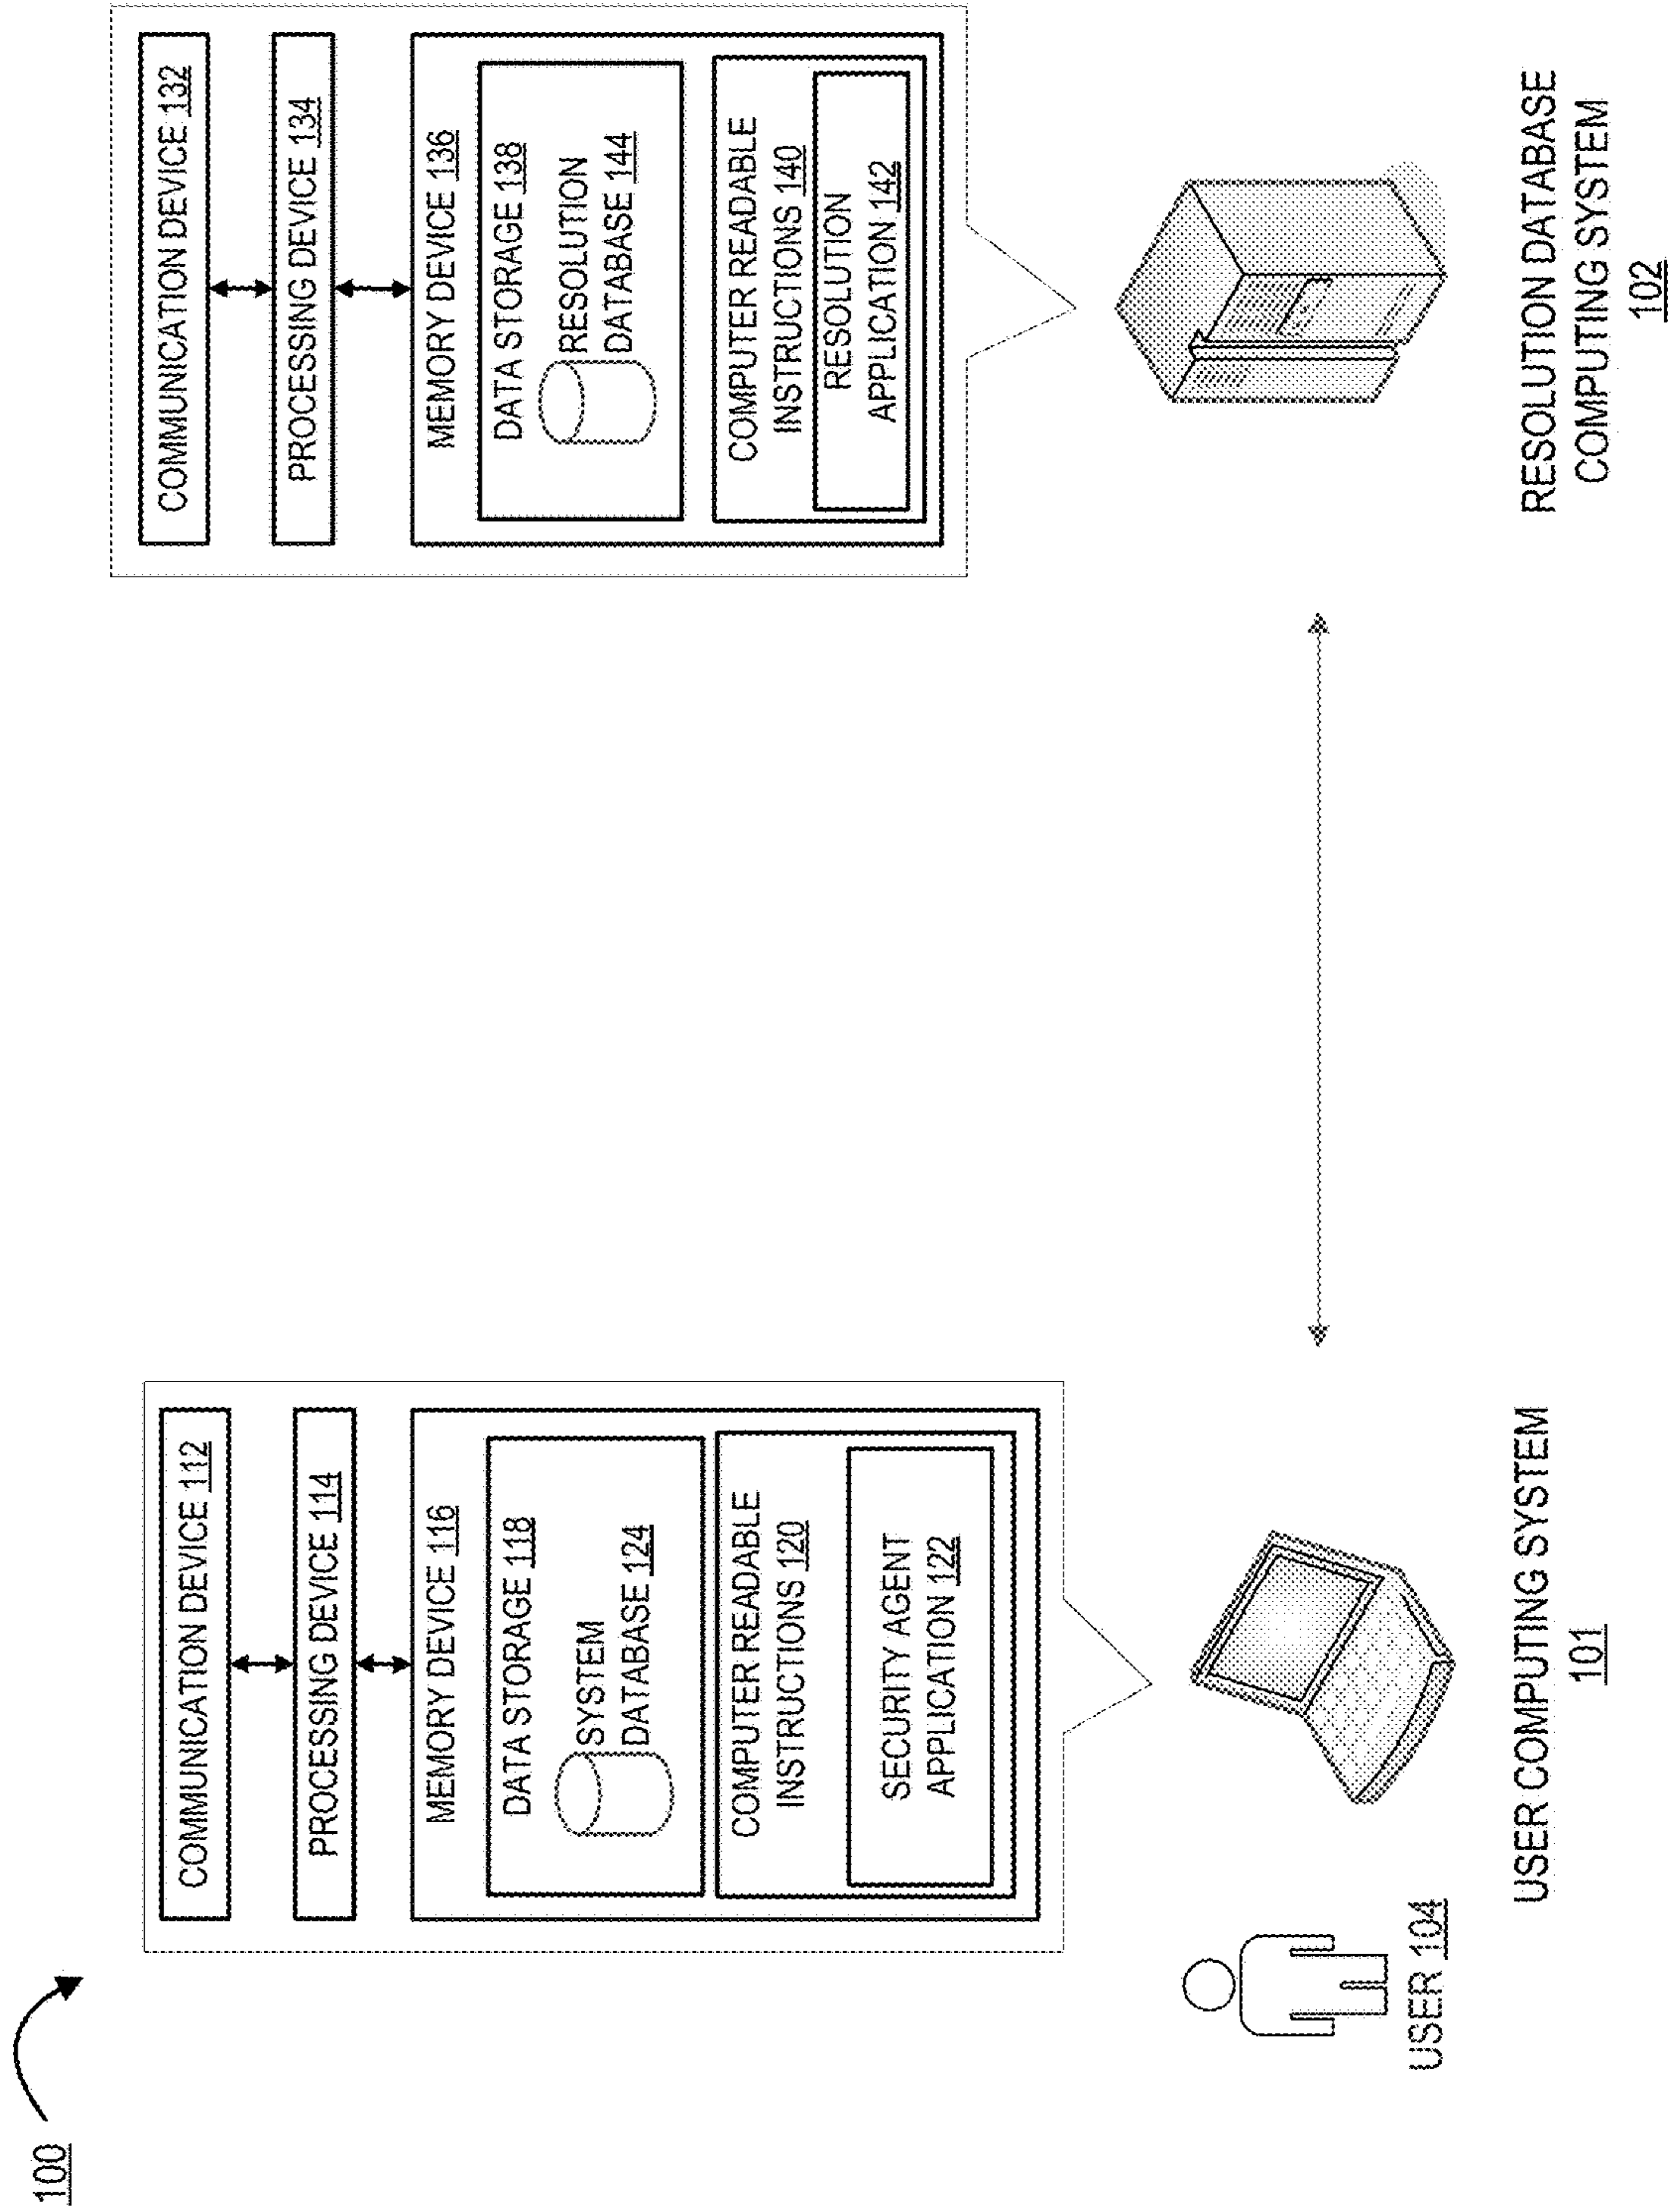 100
COMMUNICATION DEVICE 112
PROCESSING DEVICE 114
MEMORY DEVICE 116
DATA STORAGE 118
SYSTEM
DATABASE 124
COMPUTER READABLE
INSTRUCTIONS 120
SECURITY AGENT
APPLICATION 122
USER 104
USER COMPUTING SYSTEM
101
COMMUNICATION DEVICE 132
PROCESSING DEVICE 134
MEMORY DEVICE 136
DATA STORAGE 138
RESOLUTION
DATABASE 144
COMPUTER READABLE
INSTRUCTIONS 140
RESOLUTION
APPLICATION 142
RESOLUTION DATABASE
COMPUTING SYSTEM
102